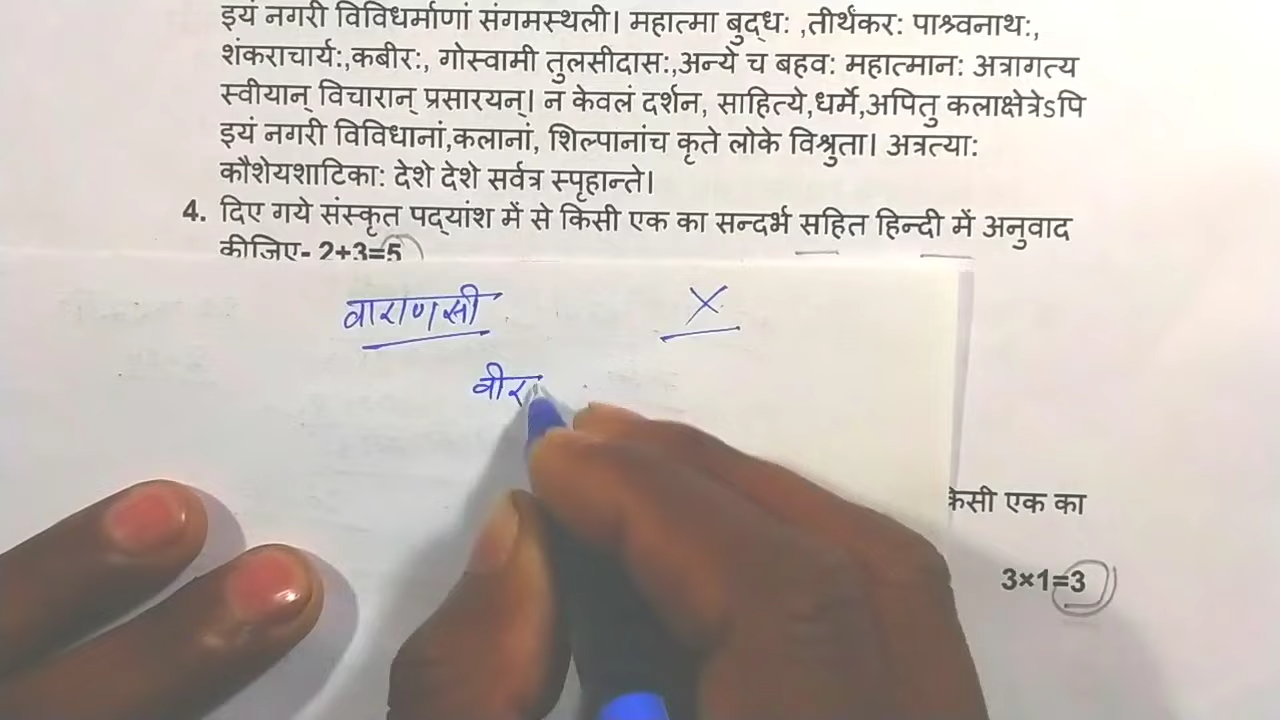 इयं नगरी विविधर्माणां संगमस्थली। महात्मा बुद्धः ,तीर्थंकरः पाश्र्वनाथः,
शंकराचार्यः,कबीरः, गोस्वामी तुलसीदासः,अन्ये च बहवः महात्मानः अत्रागत्य
स्वीयान् विचारान् प्रसारयन्। न केवलं दर्शन, साहित्ये,धर्मे,अपितु कलाक्षेत्रेऽपि
इयं नगरी विविधानां,कलानां, शिल्पानांच कृते लोके विश्रुता। अत्रत्याः
कौशेयशाटिकाः देशे देशे सर्वत्र स्पृहान्ते।
4. दिए गये संस्कृत पद्यांश में से किसी एक का सन्दर्भ सहित हिन्दी में अनुवाद
कीजिए- 2+3=5
वाराणसी X
वीर
किसी एक का
3×1=3